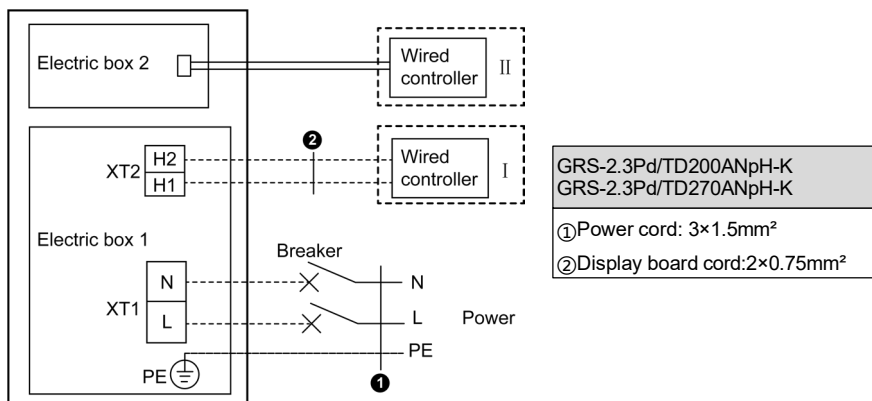 Electric box 2
Wired
controller
II
❷
XT2
H2
H1
Wired
controller
I
Electric box 1
Breaker
XT1
N
L
N
L
Power
PE
PE
❶
GRS-2.3Pd/TD200ANpH-K
GRS-2.3Pd/TD270ANpH-K
①Power cord: 3×1.5mm²
②Display board cord:2×0.75mm²